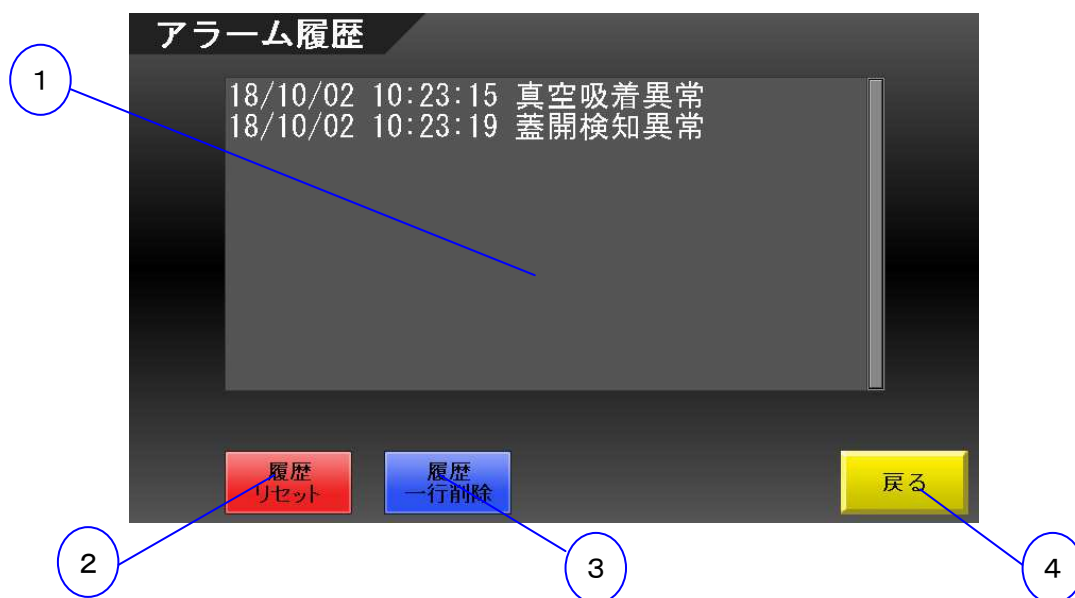 アラーム履歴
1
18/10/02 10:23:15 真空吸着異常
18/10/02 10:23:19 蓋開検知異常
履歴
リセット
履歴
一行削除
戻る
2
3
4